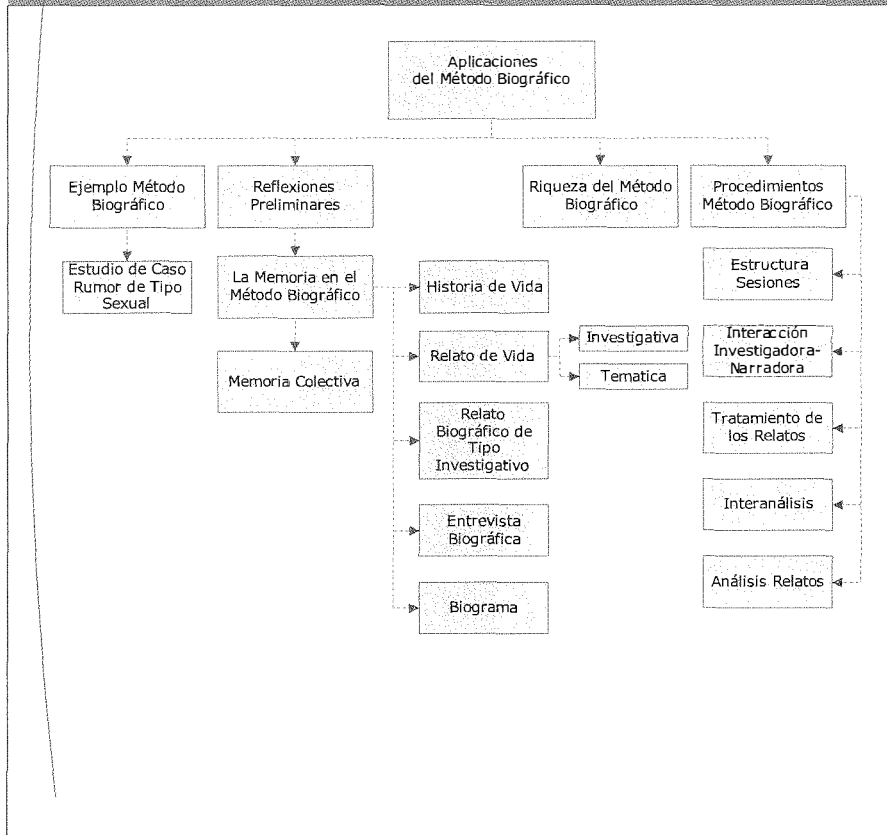 Aplicaciones
del Método Biográfico
Ejemplo Método
Biográfico
Reflexiones
Preliminares
Riqueza del Método
Biográfico
Procedimientos
Método Biográfico
Estudio de Caso
Rumor de Tipo
Sexual
La Memoria en el
Método Biográfico
Memoria Colectiva
Historia de Vida
Relato de Vida
Investigativa
Tematica
Relato
Biográfico de
Tipo
Investigativo
Entrevista
Biográfica
Biograma
Estructura
Sesiones
Interacción
Investigadora-
Narradora
Tratamiento de
los Relatos
Interanálisis
Análisis Relatos